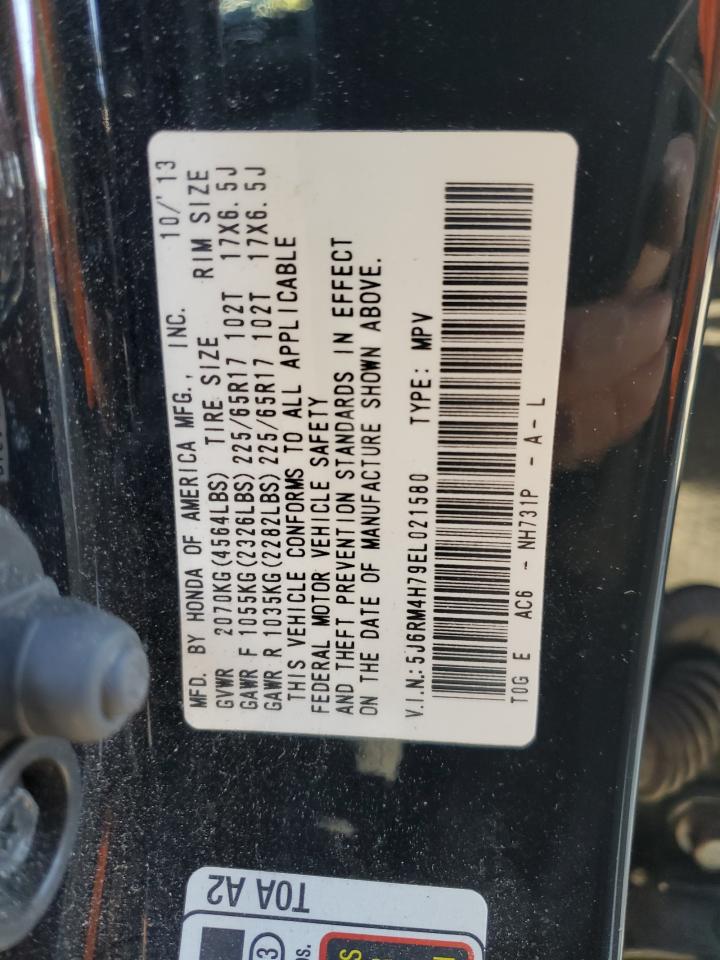 MFD. BY HONDA OF AMERICA MFG., INC. 10/'13
GVWR 2070KG(4564LBS) TIRE SIZE RIM SIZE
GAWR F 1055KG(2326LBS) 225/65R17 102T 17X6.5J
GAWR R 1035KG(2282LBS) 225/65R17 102T 17X6.5J
THIS VEHICLE CONFORMS TO ALL APPLICABLE
FEDERAL MOTOR VEHICLE SAFETY
AND THEFT PREVENTION STANDARDS IN EFFECT
ON THE DATE OF MANUFACTURE SHOWN ABOVE.
V.I.N.: 5J6RM4H79EL021580 TYPE: MPV
T0G E AC6 - NH731P - A - L
T0A A2